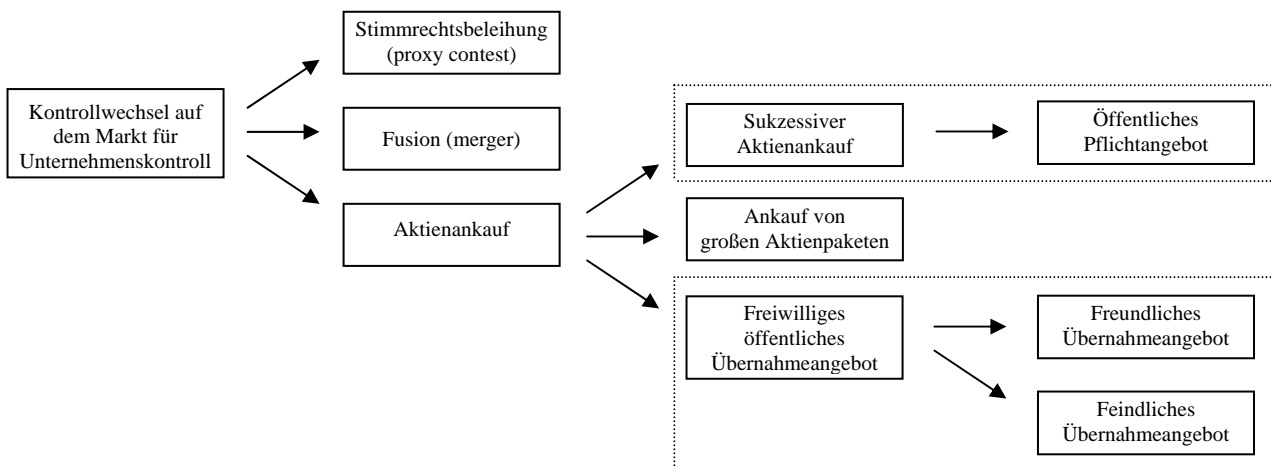 Stimmrechtsbeleihung
(proxy contest)
Kontrollwechsel auf
dem Markt für
Unternehmenskontroll
Fusion (merger)
Aktienankauf
Sukzessiver
Aktienankauf
Öffentliches
Pflichtangebot
Ankauf von
großen Aktienpaketen
Freiwilliges
öffentliches
Übernahmeangebot
Freundliches
Übernahmeangebot
Feindliches
Übernahmeangebot